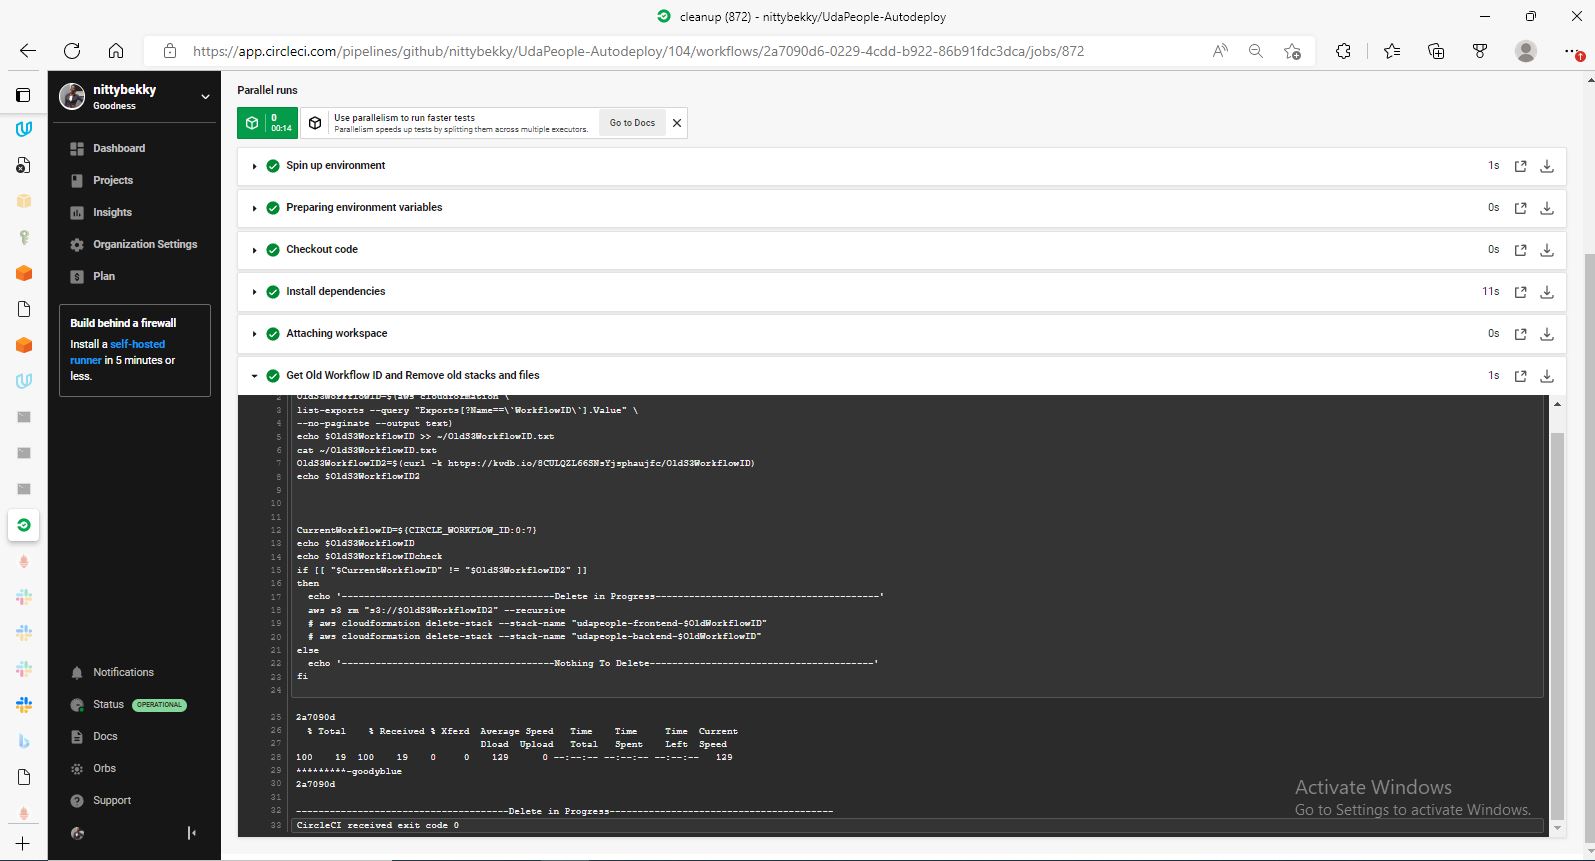 cleanup (872) - nittybekky/UdaPeople-Autodeploy
https://app.circleci.com/pipelines/github/nittybekky/UdaPeople-Autodeploy/104/workflows/2a7090d6-0229-4cdd-b922-86b91fdc3dca/jobs/872
nittybekky
Goodness
Dashboard
Projects
Insights
Organization Settings
Plan
Build behind a firewall
Install a self-hosted
runner in 5 minutes or
less.
Notifications
Status OPERATIONAL
Docs
Orbs
Support
Parallel runs
0
00:14
Use parallelism to run faster tests
Parallelism speeds up tests by splitting them across multiple executors.
Go to Docs
Spin up environment 1s
Preparing environment variables 0s
Checkout code 0s
Install dependencies 11s
Attaching workspace 0s
Get Old Workflow ID and Remove old stacks and files 1s
2 OldS3WorkflowID=$(aws cloudformation \
3 list-exports --query "Exports[?Name==\`WorkflowID\`].Value" \
4 --no-paginate --output text)
5 echo $OldS3WorkflowID >> ~/OldS3WorkflowID.txt
6 cat ~/OldS3WorkflowID.txt
7 OldS3WorkflowID2=$(curl -k https://kvdb.io/8CULQZL66SNsYjsphaujfc/OldS3WorkflowID)
8 echo $OldS3WorkflowID2
9
10
11
12 CurrentWorkflowID=${CIRCLE_WORKFLOW_ID:0:7}
13 echo $OldS3WorkflowID
14 echo $OldS3WorkflowIDcheck
15 if [[ "$CurrentWorkflowID" != "$OldS3WorkflowID2" ]]
16 then
17 echo '--------------------------------------Delete in Progress----------------------------------------'
18 aws s3 rm "s3://$OldS3WorkflowID2" --recursive
19 # aws cloudformation delete-stack --stack-name "udapeople-frontend-$OldWorkflowID"
20 # aws cloudformation delete-stack --stack-name "udapeople-backend-$OldWorkflowID"
21 else
22 echo '--------------------------------------Nothing To Delete----------------------------------------'
23 fi
24
25 2a7090d
26 % Total % Received % Xferd Average Speed Time Time Time Current
27 Dload Upload Total Spent Left Speed
28 100 19 100 19 0 0 129 0 --:--:-- --:--:-- --:--:-- 129
29 *********-goodyblue
30 2a7090d
31
32 --------------------------------------Delete in Progress----------------------------------------
33 CircleCI received exit code 0
Activate Windows
Go to Settings to activate Windows.